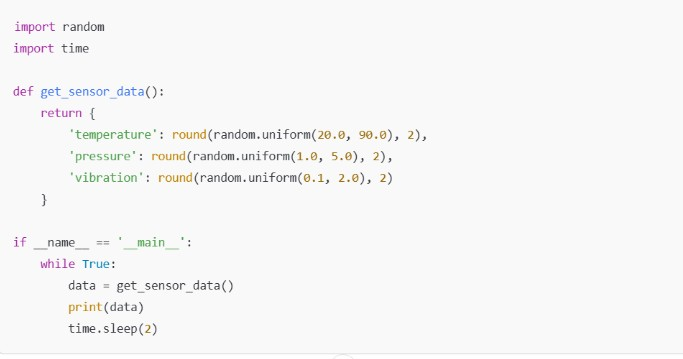 import random
import time

def get_sensor_data():
    return {
        'temperature': round(random.uniform(20.0, 90.0), 2),
        'pressure': round(random.uniform(1.0, 5.0), 2),
        'vibration': round(random.uniform(0.1, 2.0), 2)
    }

if __name__ == '__main__':
    while True:
        data = get_sensor_data()
        print(data)
        time.sleep(2)